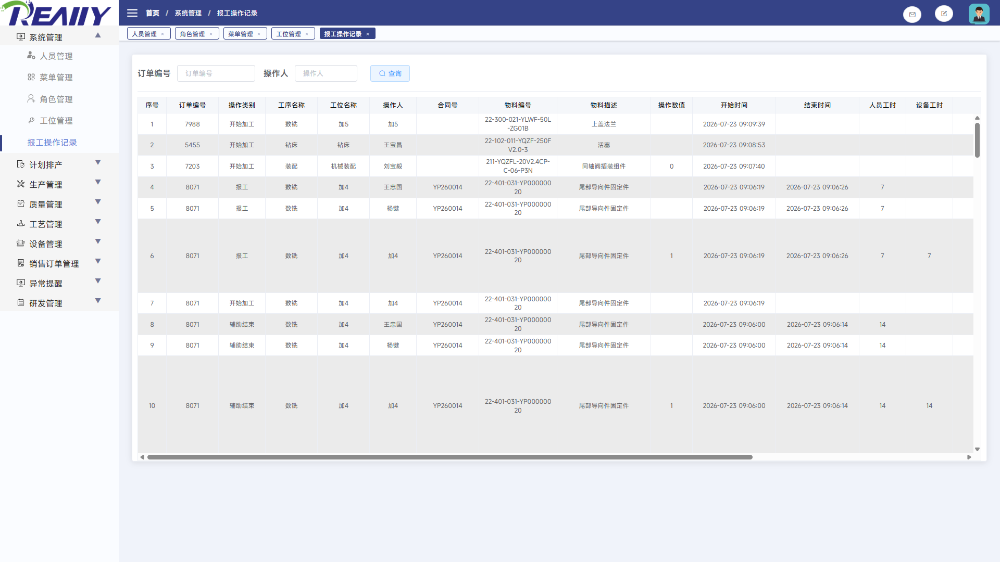 REAllY
首页 / 系统管理 / 报工操作记录
人员管理 × 角色管理 × 菜单管理 × 工位管理 × 报工操作记录 ×
系统管理
人员管理
菜单管理
角色管理
工位管理
报工操作记录
计划排产
生产管理
质量管理
工艺管理
设备管理
销售订单管理
异常提醒
研发管理
订单编号 订单编号 操作人 操作人 查询
序号 订单编号 操作类别 工序名称 工位名称 操作人 合同号 物料编号 物料描述 操作数值 开始时间 结束时间 人员工时 设备工时
1 7988 开始加工 数铣 加5 加5 22-300-021-YLWF-50L-ZG01B 上盖法兰 2026-07-23 09:09:39
2 5455 开始加工 钻床 钻床 王宝昌 22-102-011-YQZF-250FV2.0-3 活塞 2026-07-23 09:08:53
3 7203 开始加工 装配 机械装配 刘宝毅 211-YQZFL-20V2.4CP-C-06-P3N 同轴阀插装组件 0 2026-07-23 09:07:40
4 8071 报工 数铣 加4 王忠国 YP260014 22-401-031-YP00000020 尾部导向件固定件 2026-07-23 09:06:19 2026-07-23 09:06:26 7
5 8071 报工 数铣 加4 杨键 YP260014 22-401-031-YP00000020 尾部导向件固定件 2026-07-23 09:06:19 2026-07-23 09:06:26 7
6 8071 报工 数铣 加4 加4 YP260014 22-401-031-YP00000020 尾部导向件固定件 1 2026-07-23 09:06:19 2026-07-23 09:06:26 7 7
7 8071 开始加工 数铣 加4 加4 YP260014 22-401-031-YP00000020 尾部导向件固定件 2026-07-23 09:06:19
8 8071 辅助结束 数铣 加4 王忠国 YP260014 22-401-031-YP00000020 尾部导向件固定件 2026-07-23 09:06:00 2026-07-23 09:06:14 14
9 8071 辅助结束 数铣 加4 杨键 YP260014 22-401-031-YP00000020 尾部导向件固定件 2026-07-23 09:06:00 2026-07-23 09:06:14 14
10 8071 辅助结束 数铣 加4 加4 YP260014 22-401-031-YP00000020 尾部导向件固定件 1 2026-07-23 09:06:00 2026-07-23 09:06:14 14 14